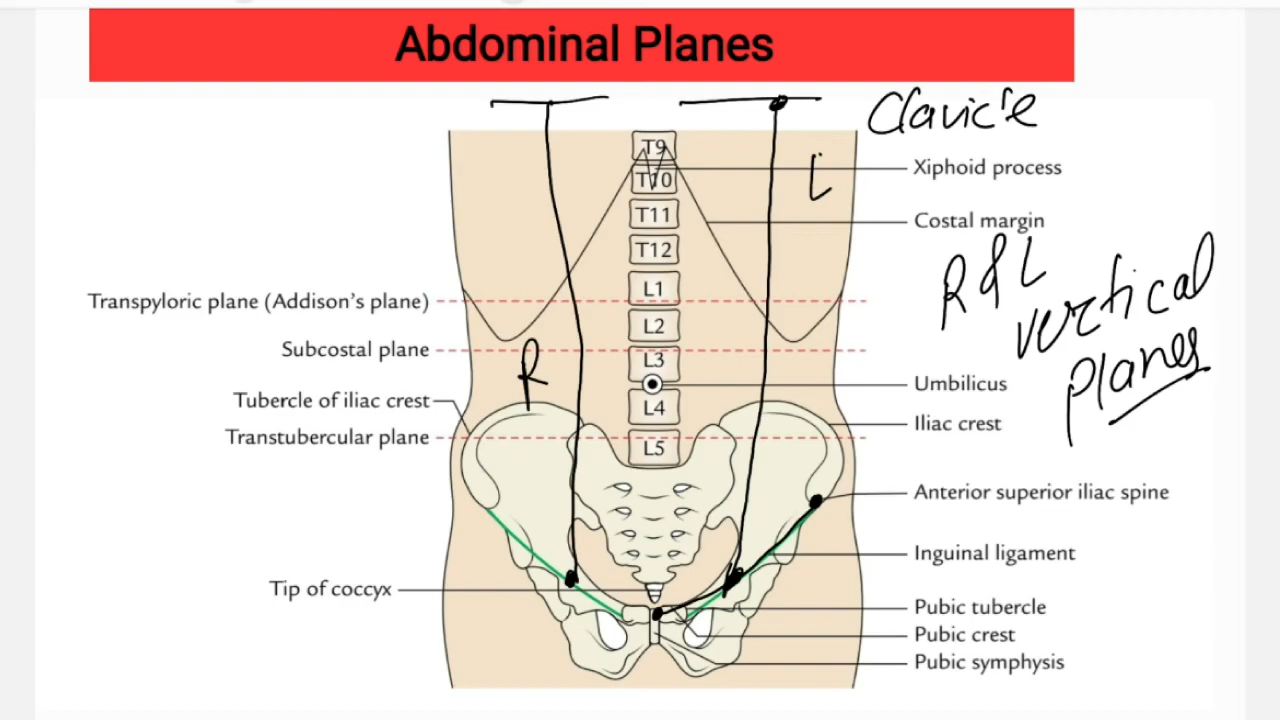 Abdominal Planes
Clavic'e
T9
Xiphoid process
T10
L
T11
Costal margin
T12
R & L
vertical
planes
L1
Transpyloric plane (Addison's plane)
L2
Subcostal plane
L3
R
Umbilicus
Tubercle of iliac crest
L4
Iliac crest
Transtubercular plane
L5
Anterior superior iliac spine
Inguinal ligament
Tip of coccyx
Pubic tubercle
Pubic crest
Pubic symphysis